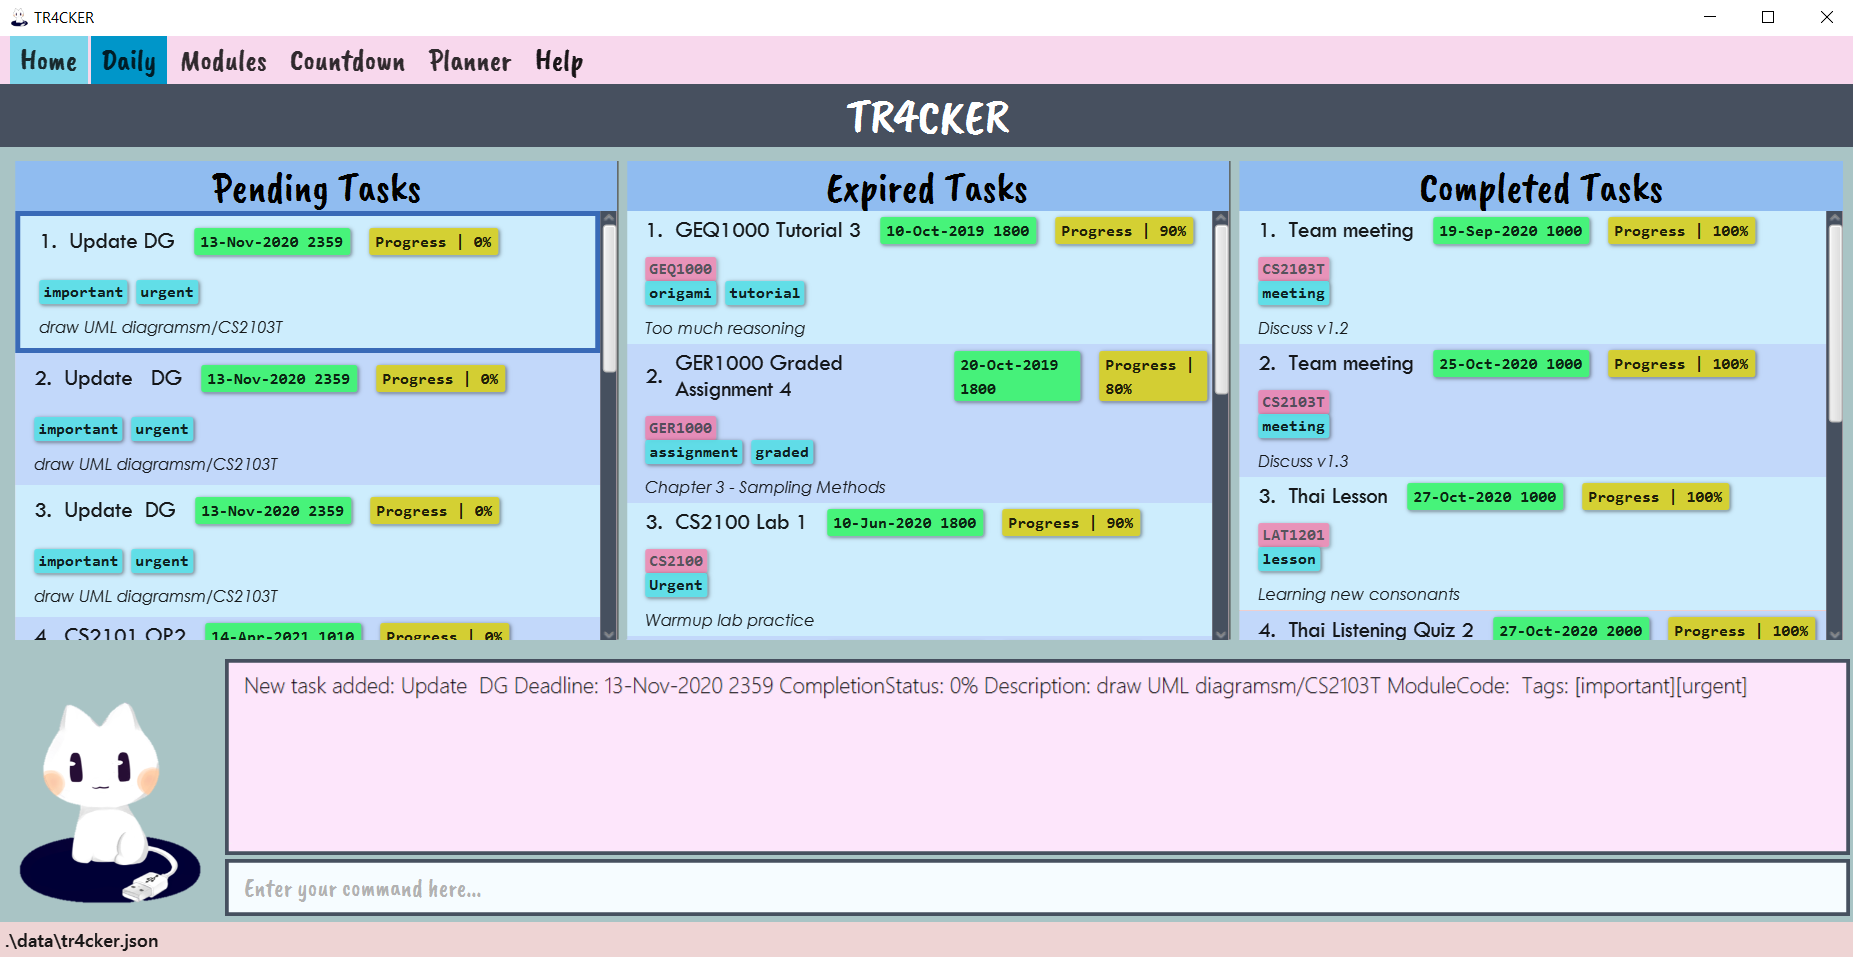 TR4CKER
Home Daily Modules Countdown Planner Help
TR4CKER
Pending Tasks
1. Update DG 13-Nov-2020 2359 Progress | 0%
important urgent
draw UML diagramsm/CS2103T
2. Update   DG 13-Nov-2020 2359 Progress | 0%
important urgent
draw UML diagramsm/CS2103T
3. Update  DG 13-Nov-2020 2359 Progress | 0%
important urgent
draw UML diagramsm/CS2103T
4. CS2101 OP2 14-Apr-2021 1010 Progress | 0%
Expired Tasks
1. GEQ1000 Tutorial 3 10-Oct-2019 1800 Progress | 90%
GEQ1000
origami tutorial
Too much reasoning
2. GER1000 Graded
Assignment 4
20-Oct-2019
1800
Progress |
80%
GER1000
assignment graded
Chapter 3 - Sampling Methods
3. CS2100 Lab 1 10-Jun-2020 1800 Progress | 90%
CS2100
Urgent
Warmup lab practice
Completed Tasks
1. Team meeting 19-Sep-2020 1000 Progress | 100%
CS2103T
meeting
Discuss v1.2
2. Team meeting 25-Oct-2020 1000 Progress | 100%
CS2103T
meeting
Discuss v1.3
3. Thai Lesson 27-Oct-2020 1000 Progress | 100%
LAT1201
lesson
Learning new consonants
4. Thai Listening Quiz 2 27-Oct-2020 2000 Progress | 100%
New task added: Update  DG Deadline: 13-Nov-2020 2359 CompletionStatus: 0% Description: draw UML diagramsm/CS2103T ModuleCode:  Tags: [important][urgent]
Enter your command here...
.\data\tr4cker.json